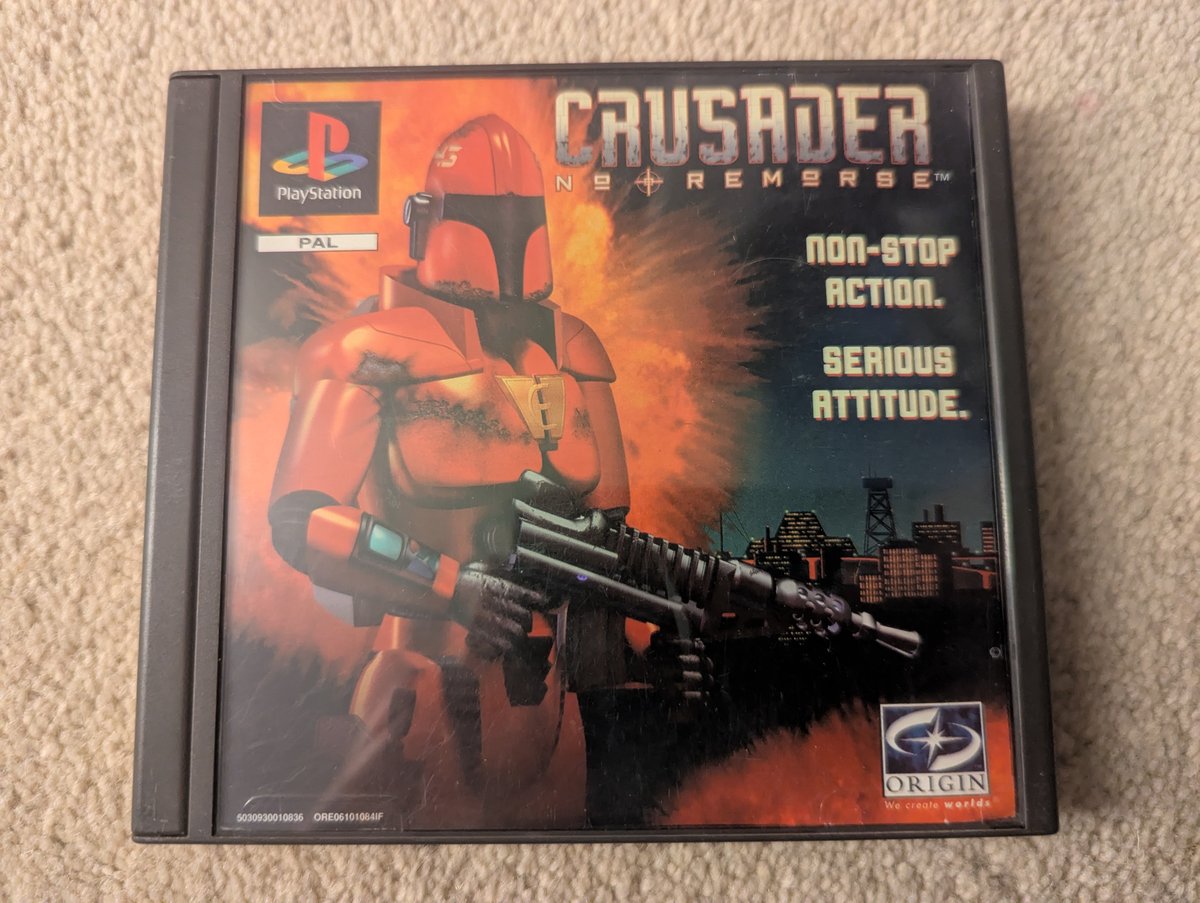 PlayStation
PAL
CRUSADER
NO REMORSE™
NON-STOP
ACTION.
SERIOUS
ATTITUDE.
ORIGIN
We create worlds®
5030930010836 ORE06101084IF